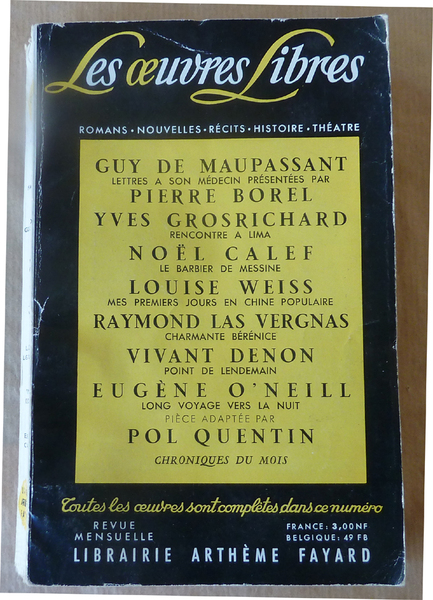 Les œuvres Libres
ROMANS • NOUVELLES • RÉCITS • HISTOIRE • THÉATRE
GUY DE MAUPASSANT
LETTRES A SON MÉDECIN PRÉSENTÉES PAR
PIERRE BOREL
YVES GROSRICHARD
RENCONTRE A LIMA
NOËL CALEF
LE BARBIER DE MESSINE
LOUISE WEISS
MES PREMIERS JOURS EN CHINE POPULAIRE
RAYMOND LAS VERGNAS
CHARMANTE BÉRÉNICE
VIVANT DENON
POINT DE LENDEMAIN
EUGÈNE O'NEILL
LONG VOYAGE VERS LA NUIT
PIÈCE ADAPTÉE PAR
POL QUENTIN
CHRONIQUES DU MOIS
Toutes les œuvres sont complètes dans ce numéro
REVUE
MENSUELLE
FRANCE : 3,00 NF
BELGIQUE : 49 FB
LIBRAIRIE ARTHÈME FAYARD